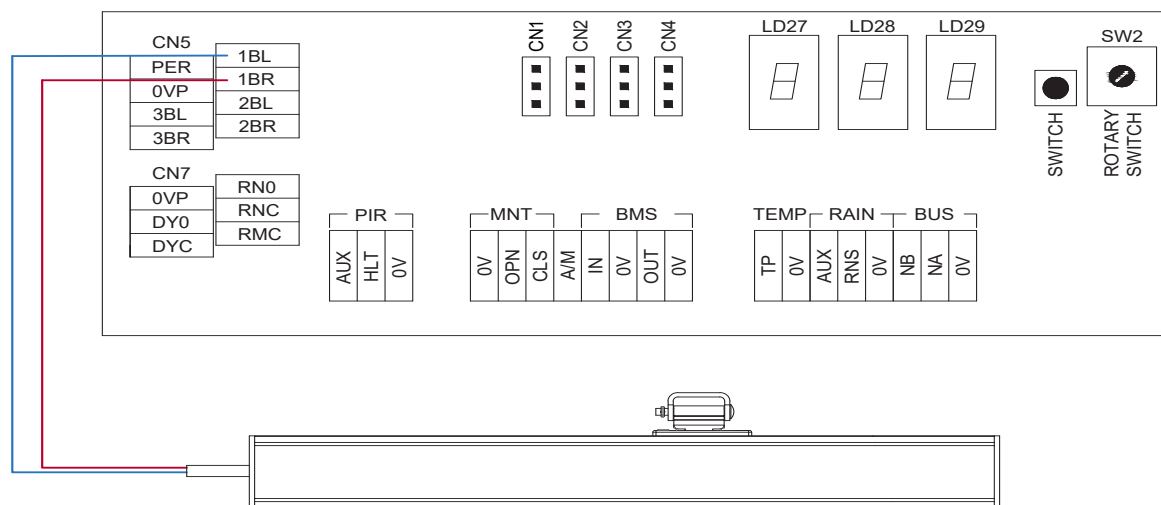 CN5
PER
0VP
3BL
3BR
1BL
1BR
2BL
2BR
CN7
0VP
DY0
DYC
RN0
RNC
RMC
CN1
CN2
CN3
CN4
LD27
LD28
LD29
SWITCH
SW2
ROTARY
SWITCH
PIR
AUX
HLT
0V
MNT
BMS
0V
OPN
CLS
A/M
IN
0V
OUT
0V
TEMP
RAIN
BUS
TP
0V
AUX
RNS
0V
NB
NA
0V